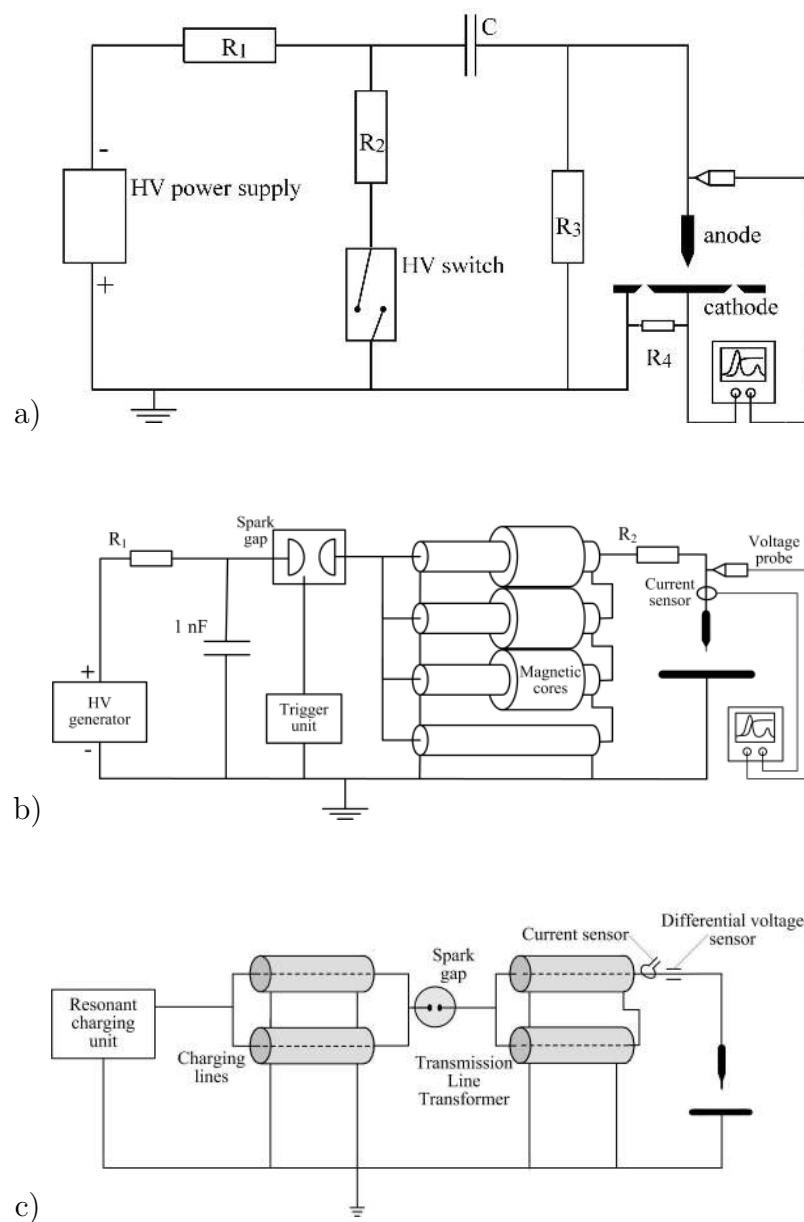 R1
C
R2
-
HV power supply
+
HV switch
R3
anode
cathode
R4
a)
R₁
Spark
gap
R₂
Voltage
probe
Current
sensor
1 nF
+
HV
generator
-
Trigger
unit
Magnetic
cores
b)
Current sensor
Differential voltage
sensor
Spark
gap
Resonant
charging
unit
Charging
lines
Transmission
Line
Transformer
c)